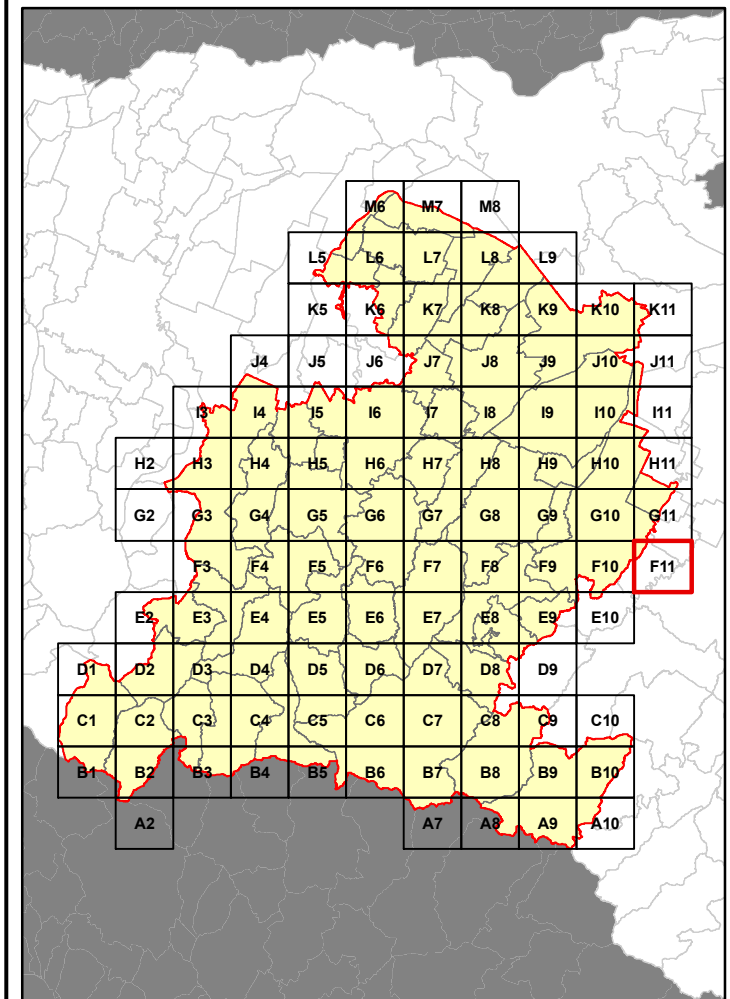 M6 M7 M8
L5 L6 L7 L8 L9
K5 K6 K7 K8 K9 K10 K11
J4 J5 J6 J7 J8 J9 J10 J11
I3 I4 I5 I6 I7 I8 I9 I10 I11
H2 H3 H4 H5 H6 H7 H8 H9 H10 H11
G2 G3 G4 G5 G6 G7 G8 G9 G10 G11
F3 F4 F5 F6 F7 F8 F9 F10 F11
E2 E3 E4 E5 E6 E7 E8 E9 E10
D1 D2 D3 D4 D5 D6 D7 D8 D9
C1 C2 C3 C4 C5 C6 C7 C8 C9 C10
B1 B2 B3 B4 B5 B6 B7 B8 B9 B10
A2 A7 A8 A9 A10